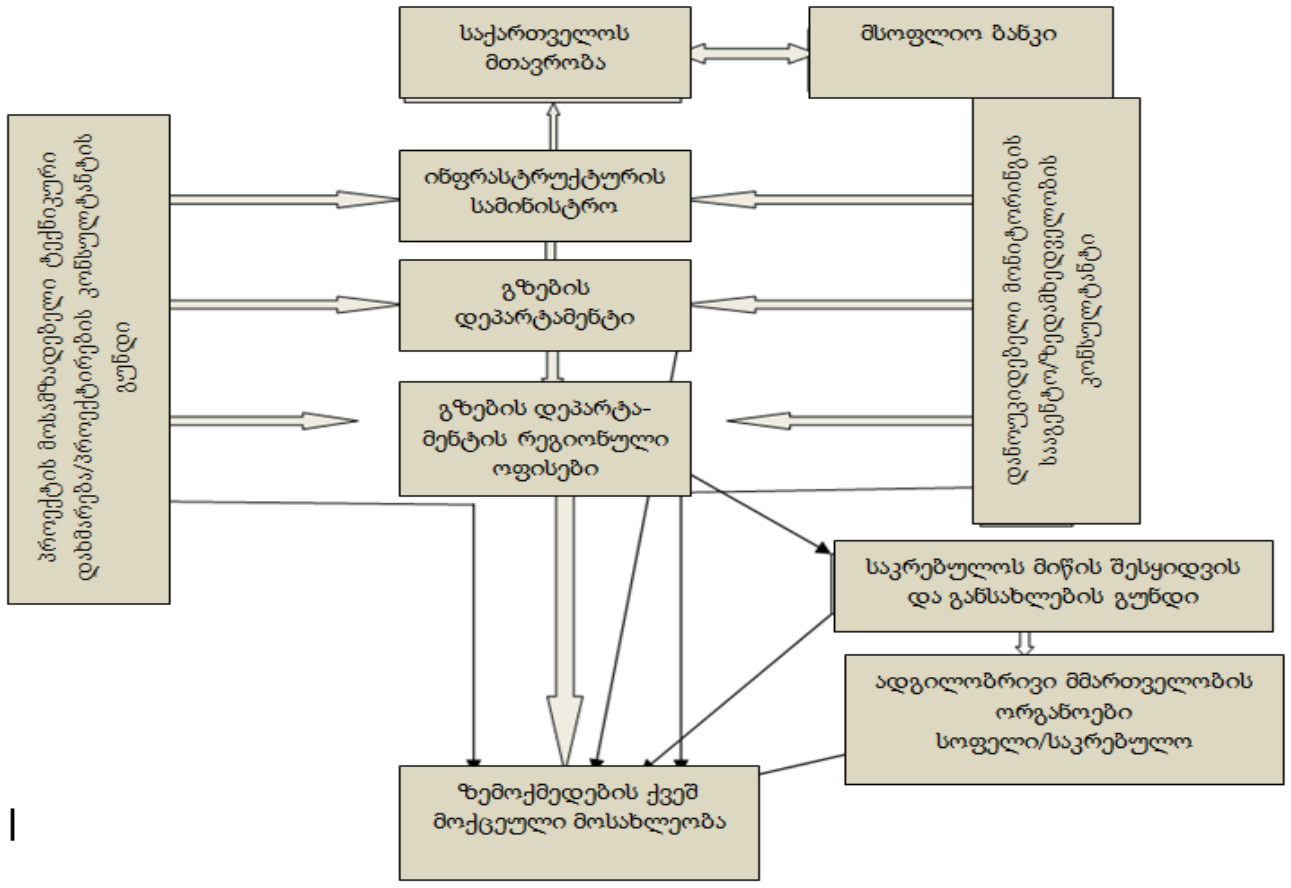 საქართველოს
მთავრობა
მსოფლიო ბანკი
პროექტის მოსამზადებელი ტექნიკური
დახმარება/პროექტირების კონსულტანტის
გუნდი
ინფრასტრუქტურის
სამინისტრო
დანოუკიდებელი მონიტორინგის
სააგენტო/ზედამხედველობის
კონსულტანტი
გზების
დეპარტამენტი
გზების დეპარტა-
მენტის რეგიონული
ოფისები
საკრებულოს მიწის შესყიდვის
და განსახლების გუნდი
ადგილობრივი მმართველობის
ორგანოები
სოფელი/საკრებულო
ზემოქმედების ქვეშ
მოქცეული მოსახლეობა